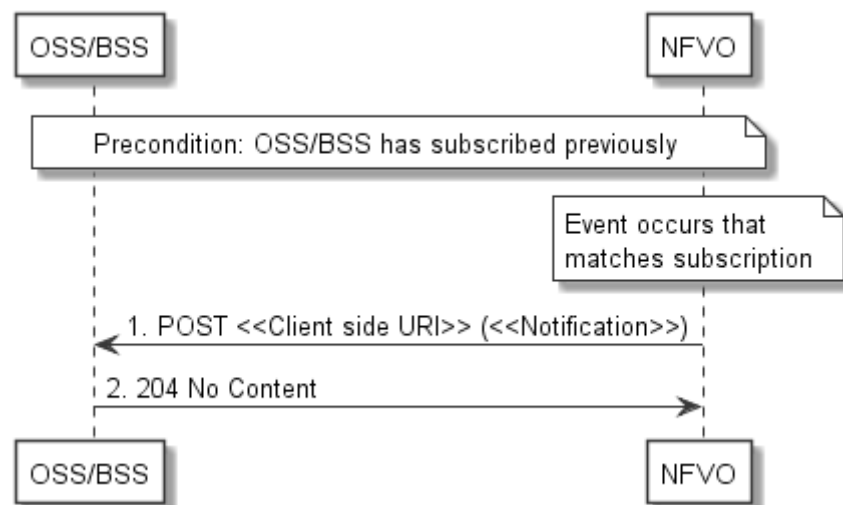 OSS/BSS
NFVO
Precondition: OSS/BSS has subscribed previously
Event occurs that
matches subscription
1. POST <<Client side URI>> (<<Notification>>)
2. 204 No Content
OSS/BSS
NFVO